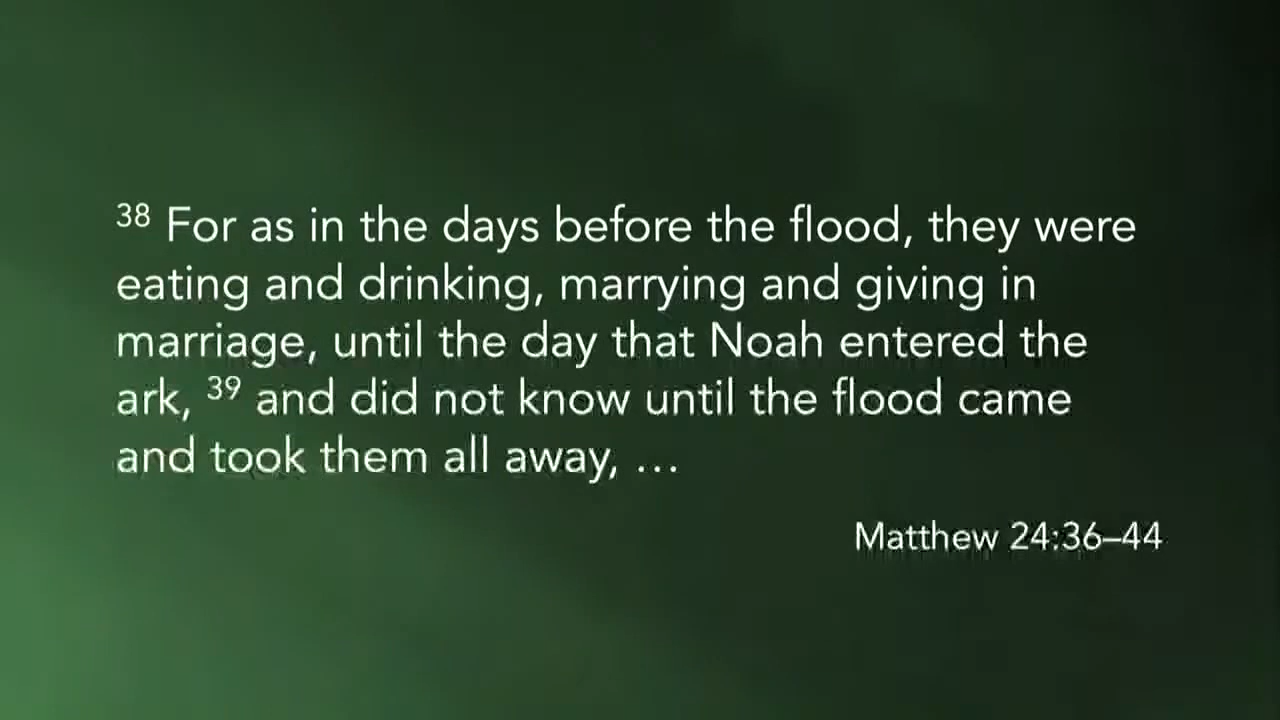 ³⁸ For as in the days before the flood, they were
eating and drinking, marrying and giving in
marriage, until the day that Noah entered the
ark, ³⁹ and did not know until the flood came
and took them all away, …
Matthew 24:36–44